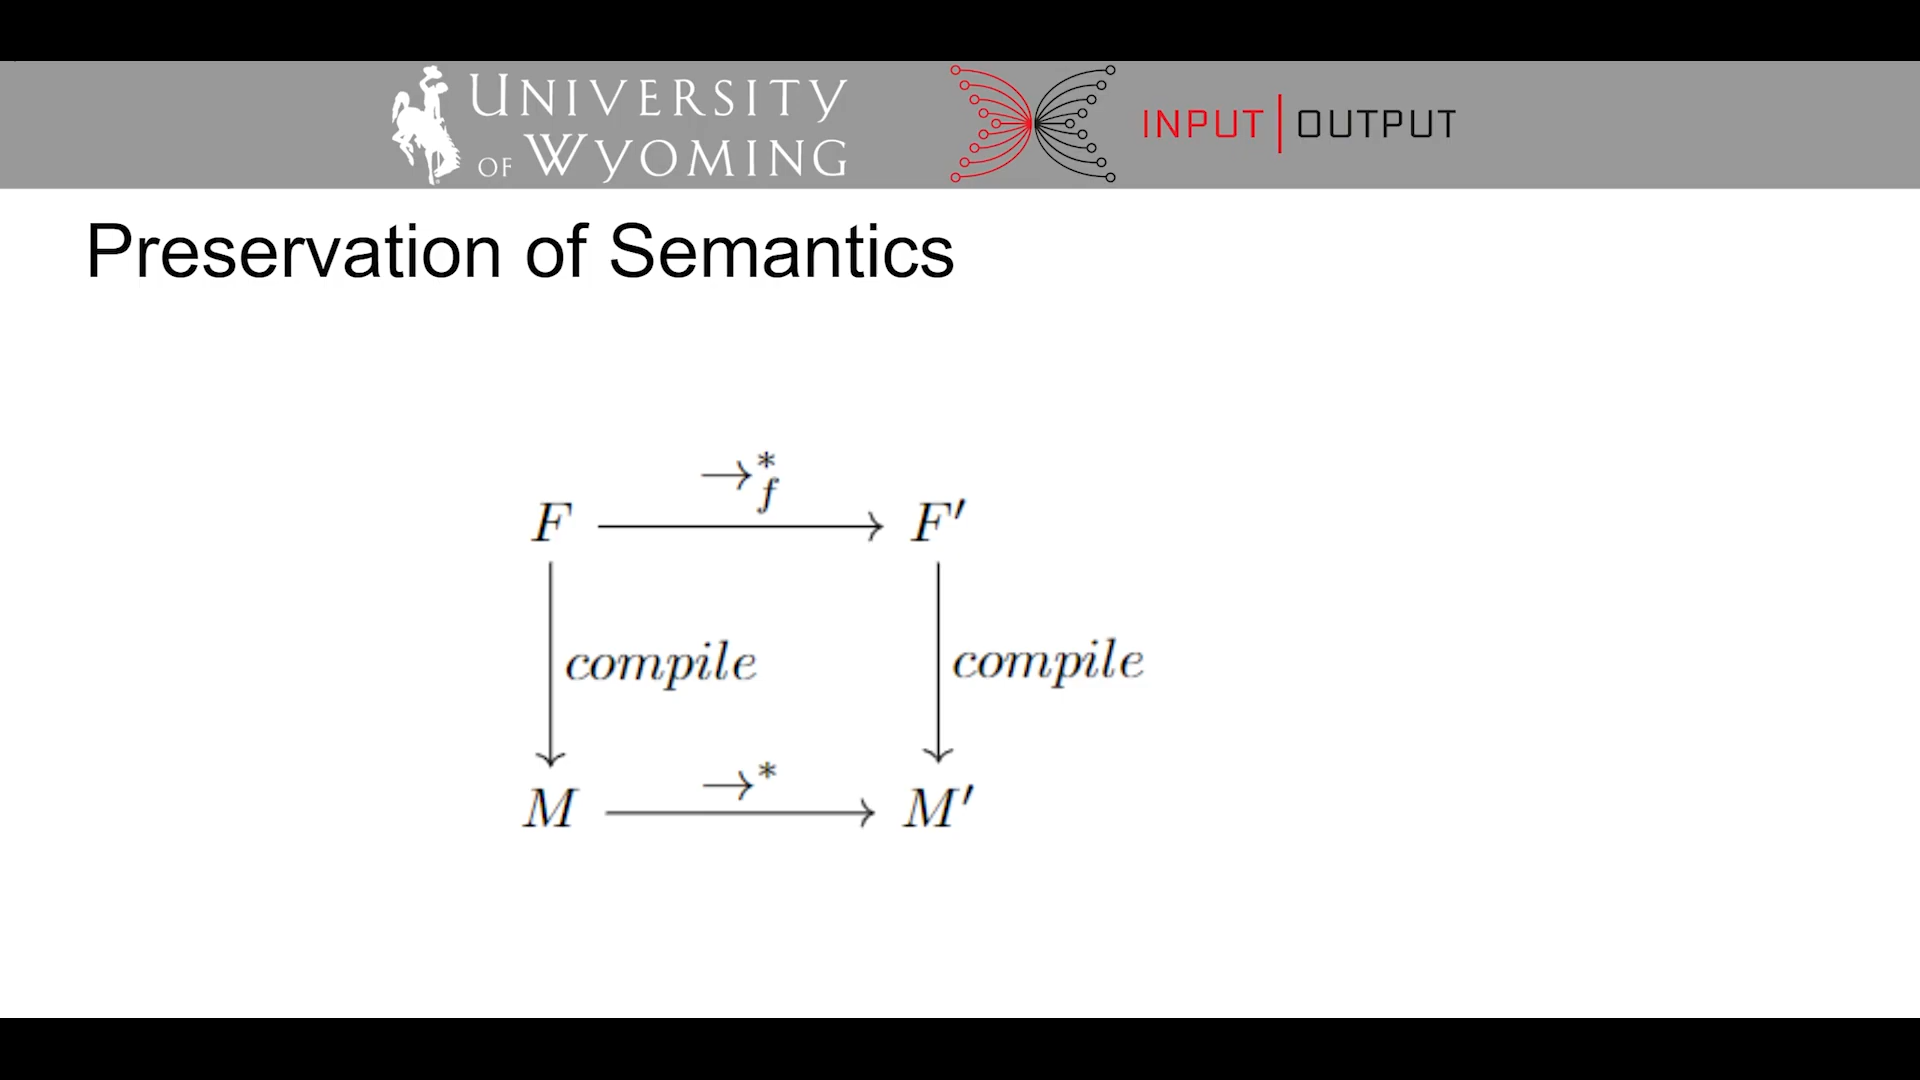 UNIVERSITY
OF WYOMING
INPUT | OUTPUT
Preservation of Semantics
→*f
F F′
compile compile
→*
M M′